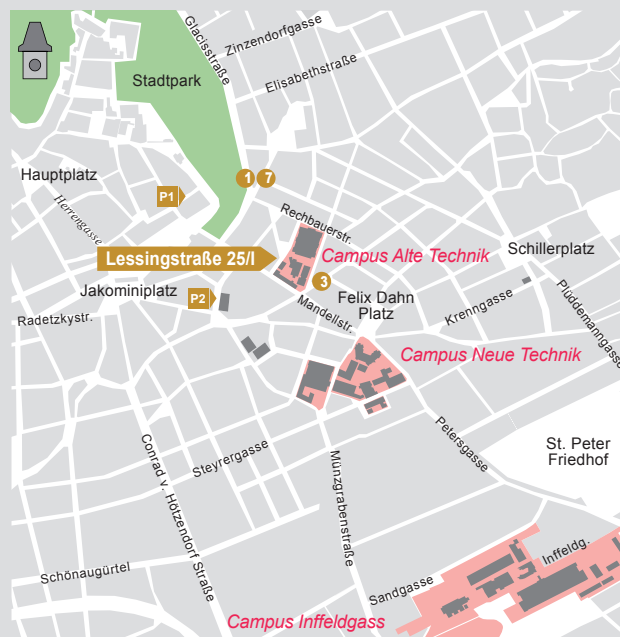 Glacisstraße
Zinzendorfgasse
Elisabethstraße
Stadtpark
Hauptplatz
P1
1
7
Herrengasse
Rechbauerstr.
Lessingstraße 25/I
Campus Alte Technik
Schillerplatz
3
Jakominiplatz
P2
Felix Dahn
Platz
Mandellstr.
Krenngasse
Plüddemanngasse
Radetzkystr.
Campus Neue Technik
Petersgasse
St. Peter
Friedhof
Steyrergasse
Münzgrabenstraße
Conrad v. Hötzendorf Straße
Inffeldg.
Schönaugürtel
Sandgasse
Campus Inffeldgass